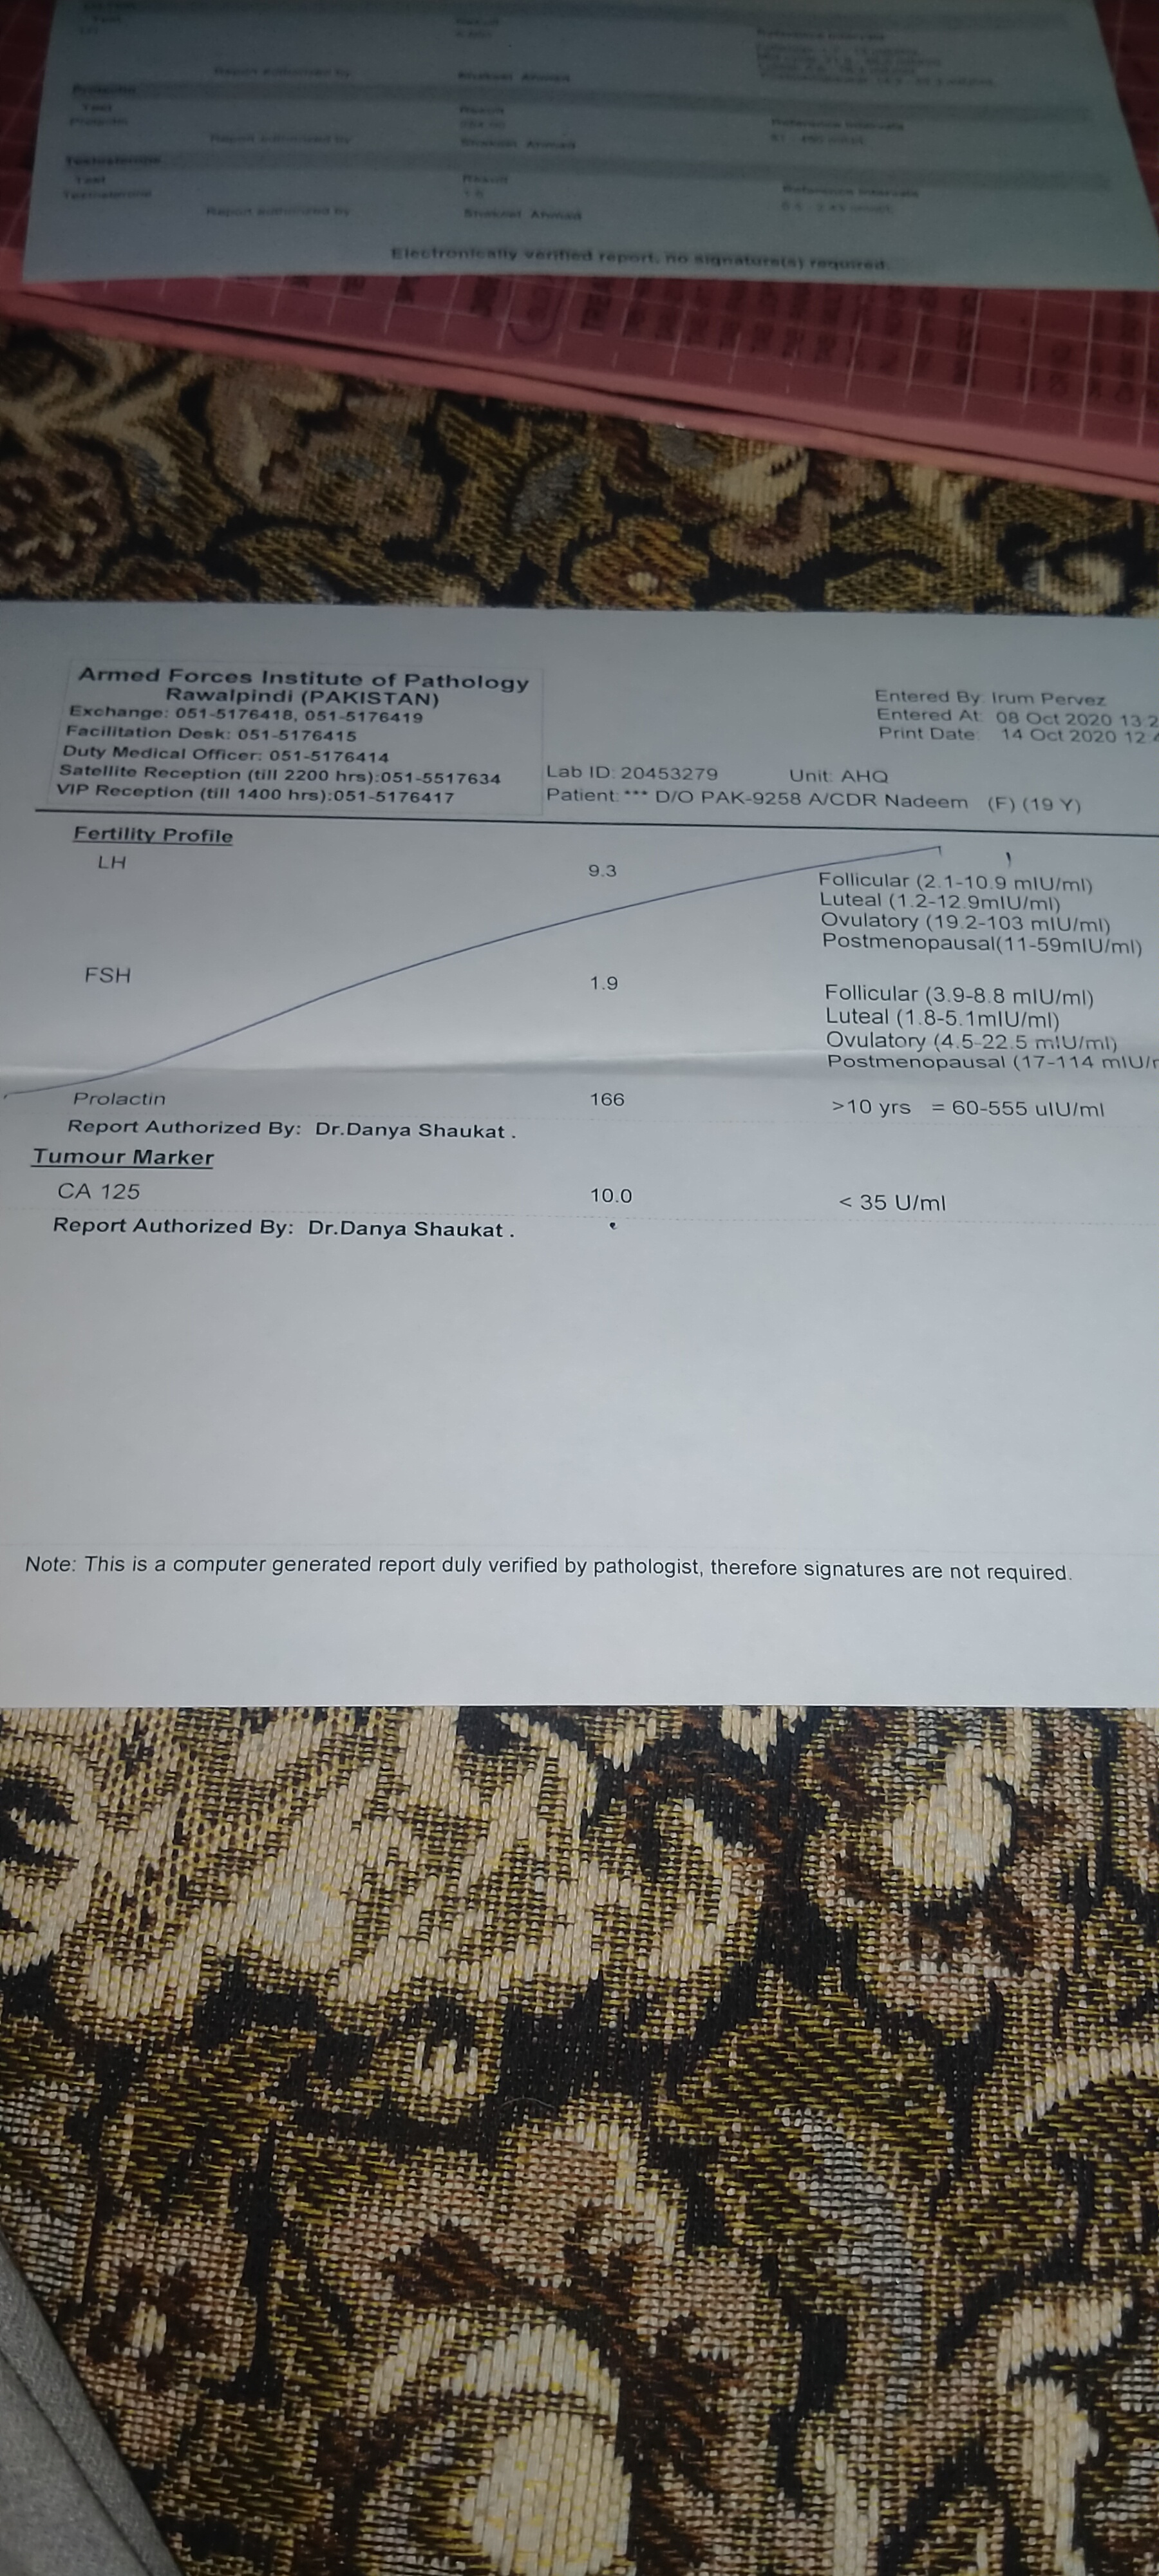 Test Result Reference Intervals
Report authorized by Shakeel Ahmad
Prolactin
Test Result
Prolactin Reference Intervals
Report authorized by Shakeel Ahmad
Testosterone
Test Result Reference Intervals
Testosterone
Report authorized by Shakeel Ahmad
Electronically verified report, no signature(s) required.
Armed Forces Institute of Pathology
Rawalpindi (PAKISTAN)
Exchange: 051-5176418, 051-5176419
Facilitation Desk: 051-5176415
Duty Medical Officer: 051-5176414
Satellite Reception (till 2200 hrs):051-5517634
VIP Reception (till 1400 hrs):051-5176417
Entered By: Irum Pervez
Entered At: 08 Oct 2020 13:2
Print Date: 14 Oct 2020 12:4
Lab ID: 20453279 Unit: AHQ
Patient: *** D/O PAK-9258 A/CDR Nadeem (F) (19 Y)
Fertility Profile
LH 9.3 Follicular (2.1-10.9 mIU/ml)
Luteal (1.2-12.9mIU/ml)
Ovulatory (19.2-103 mIU/ml)
Postmenopausal(11-59mIU/ml)
FSH 1.9 Follicular (3.9-8.8 mIU/ml)
Luteal (1.8-5.1mIU/ml)
Ovulatory (4.5-22.5 mIU/ml)
Postmenopausal (17-114 mIU/
Prolactin 166 >10 yrs = 60-555 uIU/ml
Report Authorized By: Dr.Danya Shaukat .
Tumour Marker
CA 125 10.0 < 35 U/ml
Report Authorized By: Dr.Danya Shaukat .
Note: This is a computer generated report duly verified by pathologist, therefore signatures are not required.